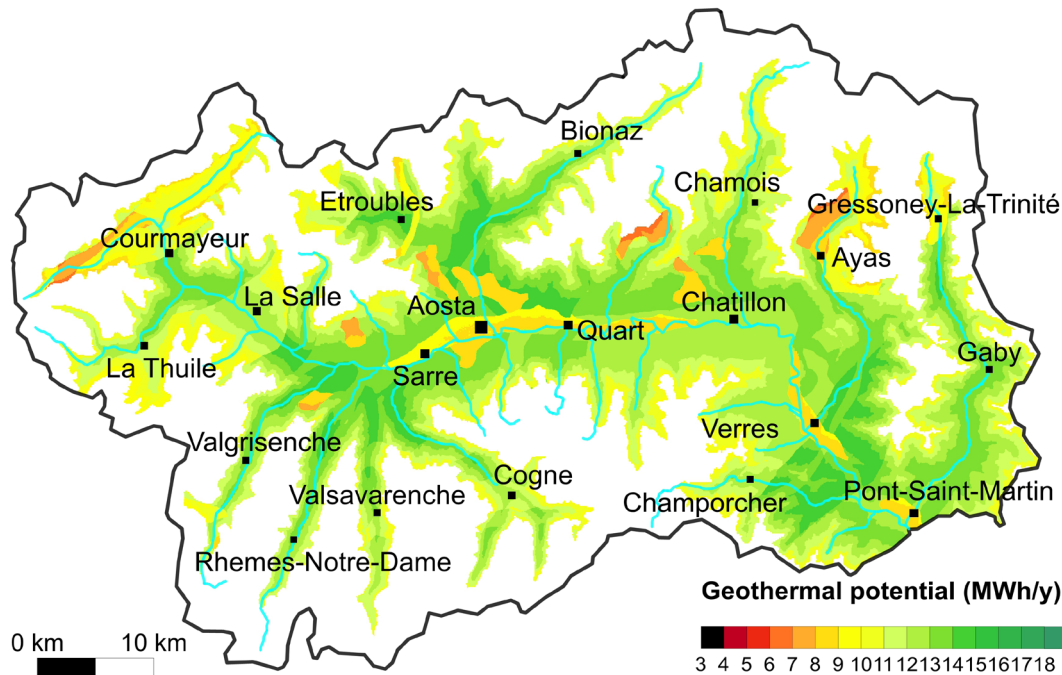 Bionaz
Chamois
Etroubles
Gressoney-La-Trinité
Courmayeur
Ayas
La Salle
Aosta
Chatillon
Quart
La Thuile
Sarre
Gaby
Verres
Valgrisenche
Cogne
Valsavarenche
Champorcher
Pont-Saint-Martin
Rhemes-Notre-Dame
Geothermal potential (MWh/y)
0 km 10 km
3 4 5 6 7 8 9 10 11 12 13 14 15 16 17 18